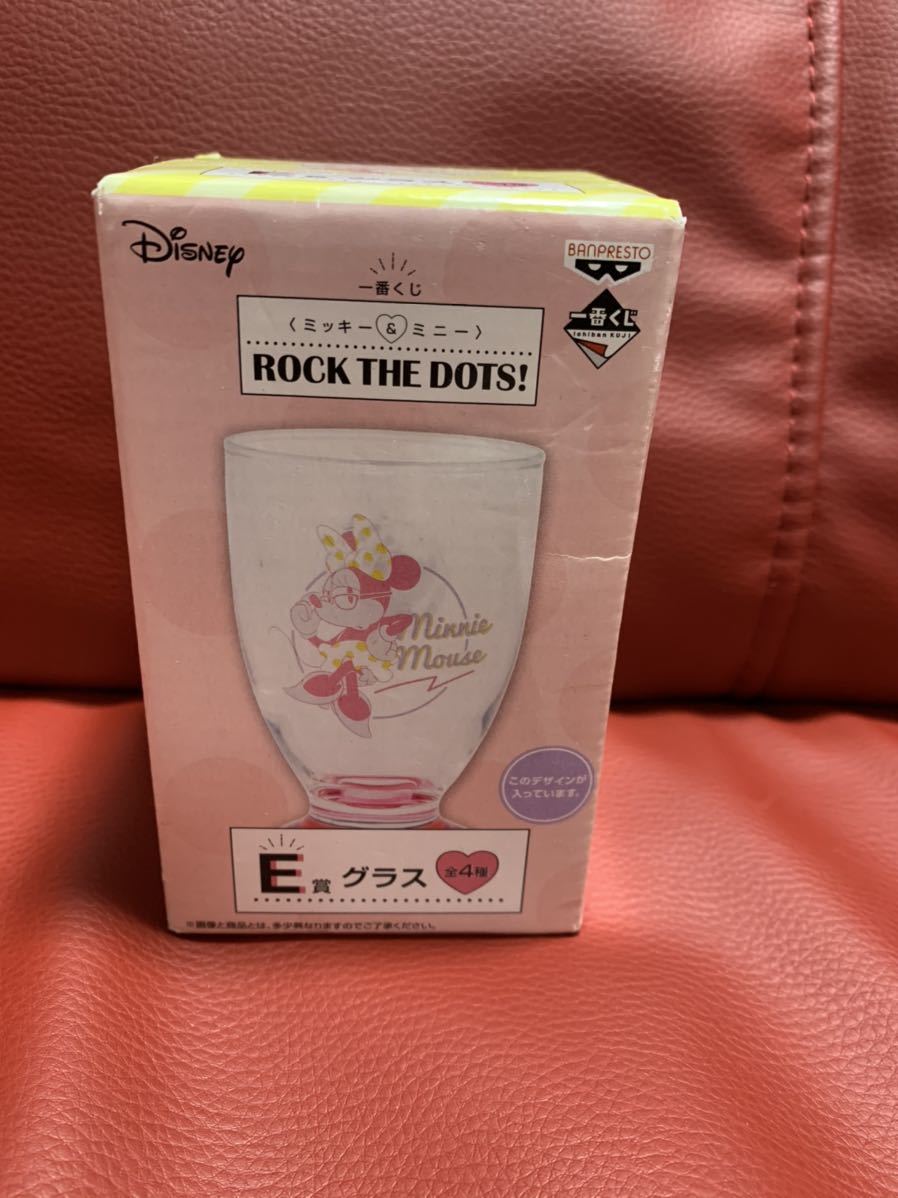 E
Disney
BANPRESTO
一番くじ
一番くじ
Ichiban KUJI
〈ミッキー&ミニー〉
ROCK THE DOTS!
Minnie
Mouse
このデザインが
入っています。
E賞 グラス 全4種
※画像と商品とは、多少異なりますのでご了承ください。